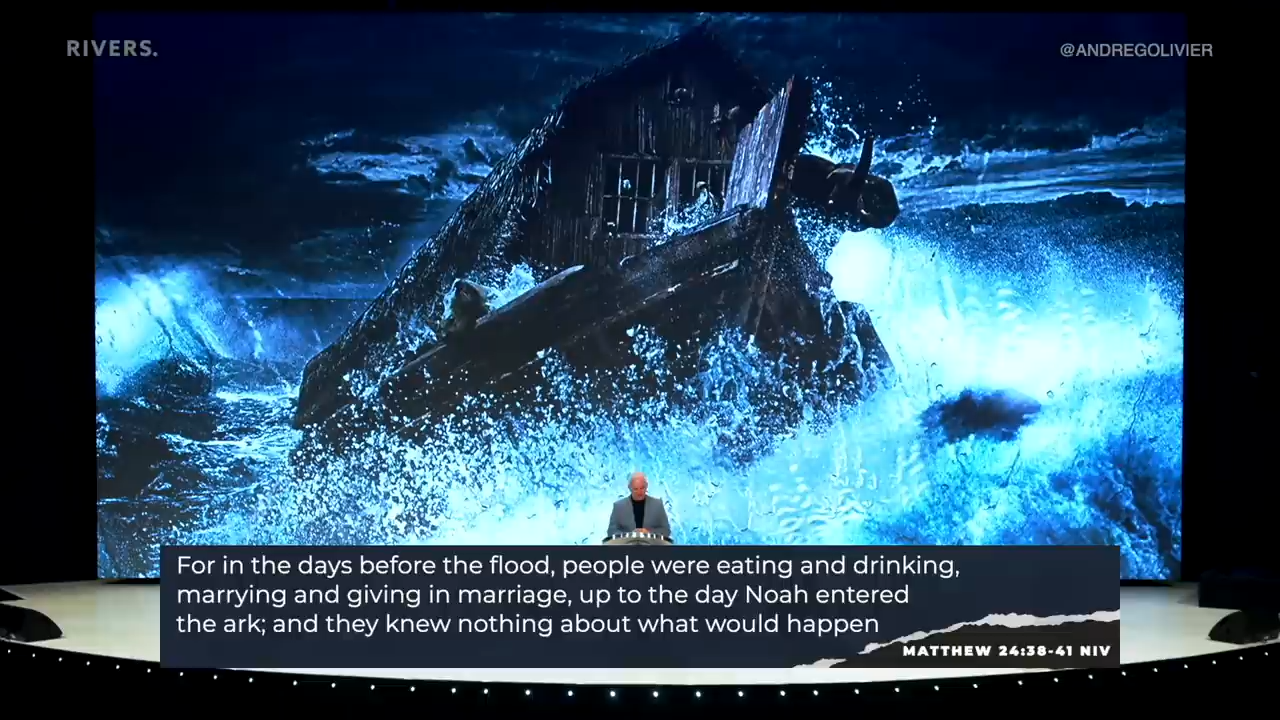 RIVERS.
@ANDREGOLIVIER
For in the days before the flood, people were eating and drinking,
marrying and giving in marriage, up to the day Noah entered
the ark; and they knew nothing about what would happen
MATTHEW 24:38-41 NIV